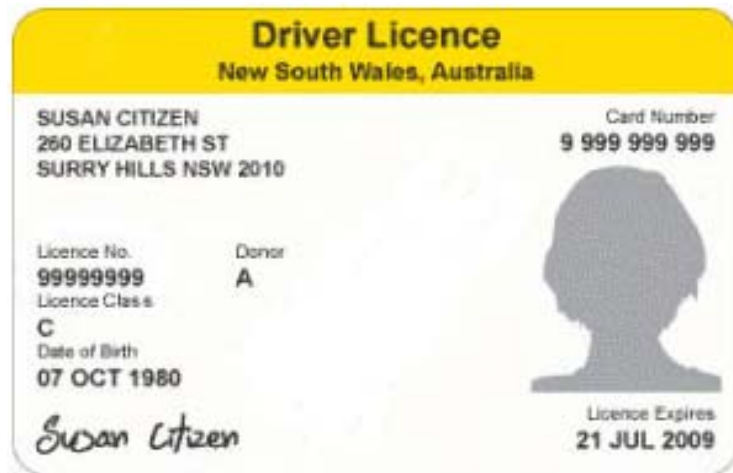 Driver Licence
New South Wales, Australia
SUSAN CITIZEN
260 ELIZABETH ST
SURRY HILLS NSW 2010
Card Number
9 999 999 999
Licence No.
99999999
Donor
A
Licence Class
C
Date of Birth
07 OCT 1980
Susan Citizen
Licence Expires
21 JUL 2009